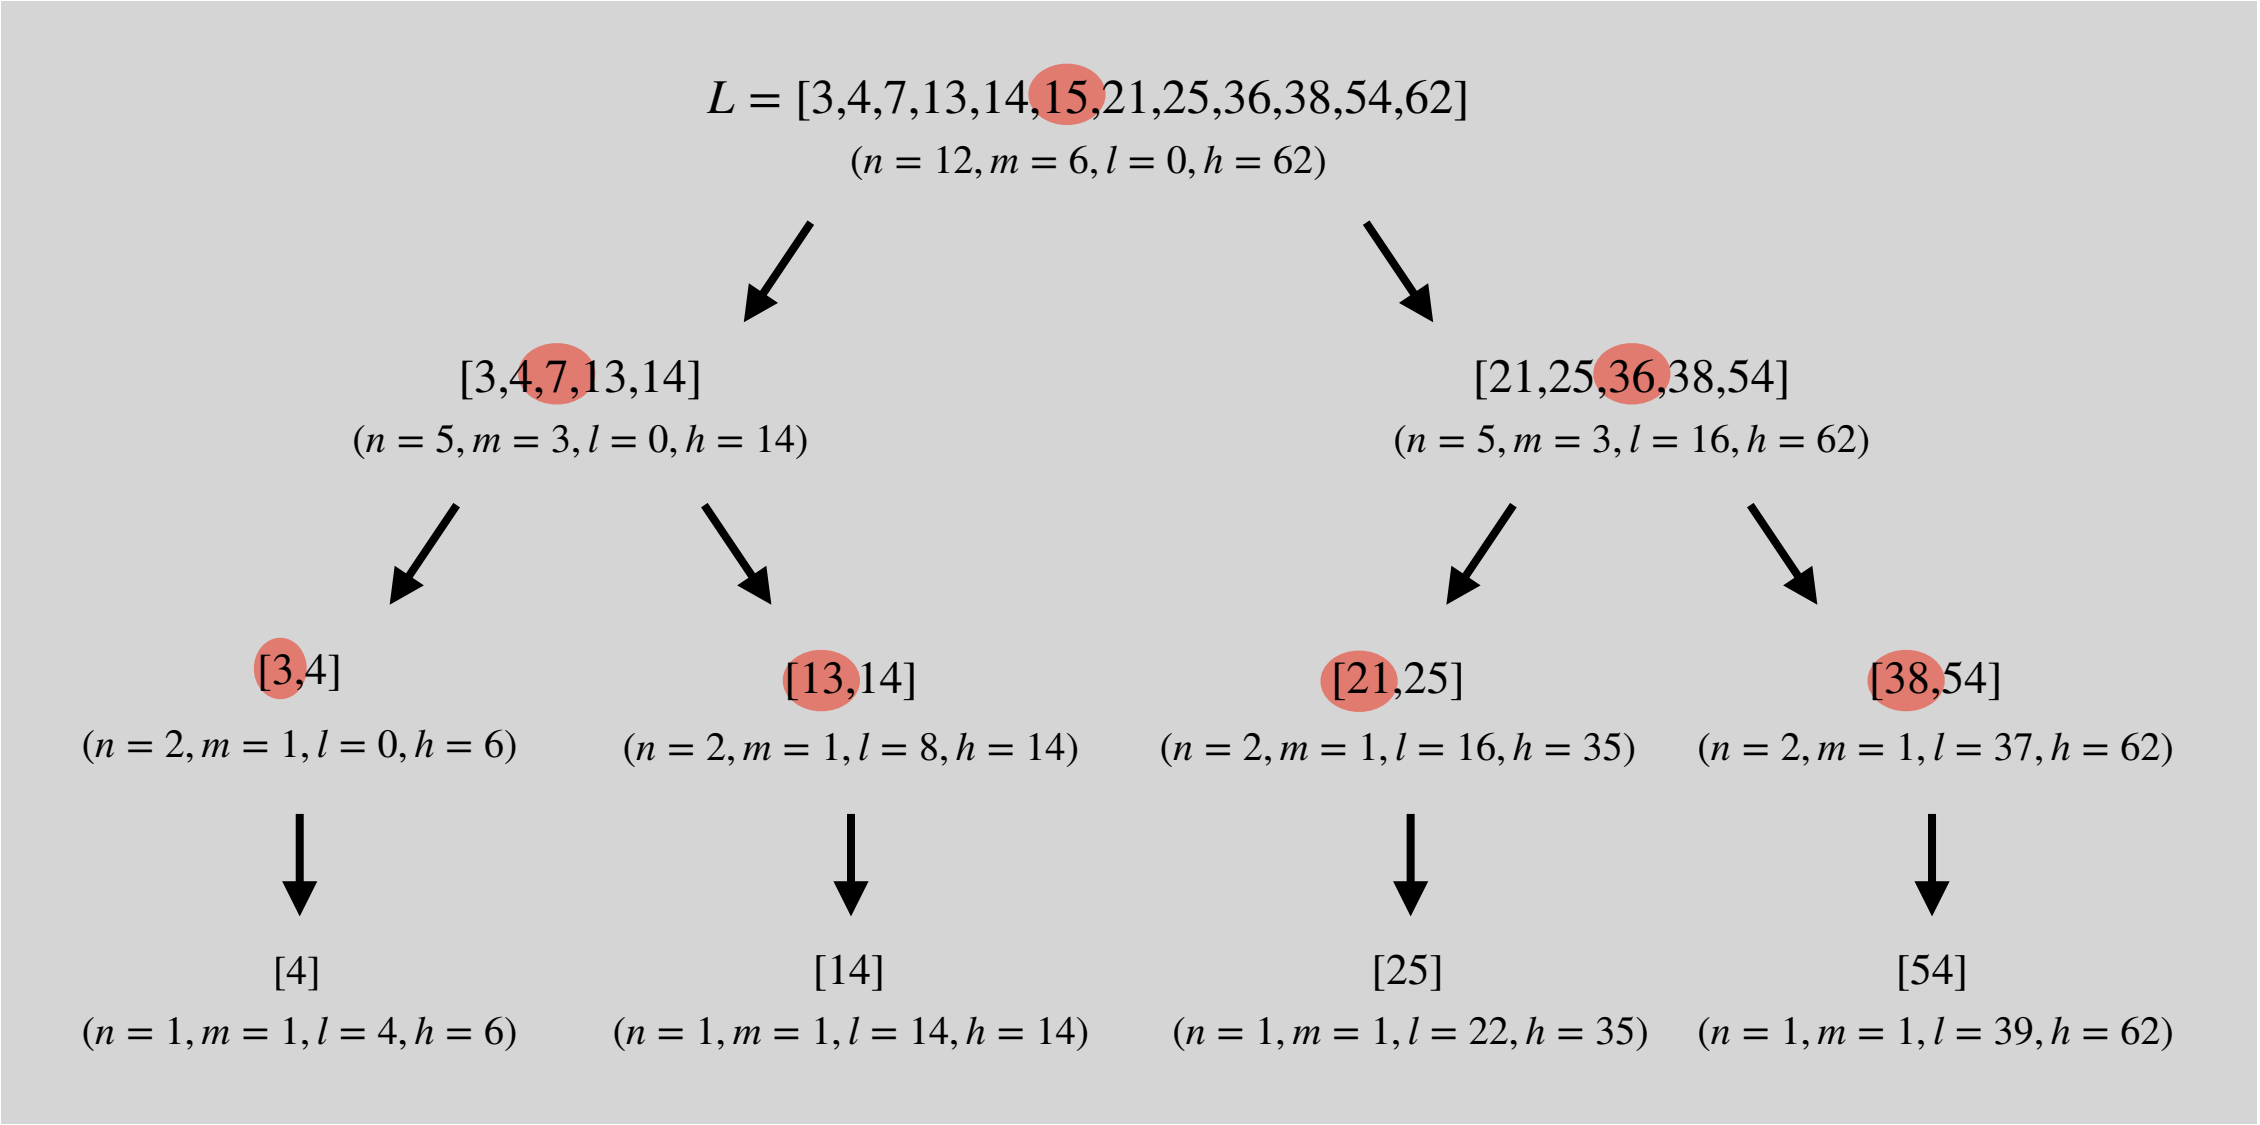 L = [3,4,7,13,14,15,21,25,36,38,54,62]
(n = 12, m = 6, l = 0, h = 62)
[3,4,7,13,14]
[21,25,36,38,54]
(n = 5, m = 3, l = 0, h = 14)
(n = 5, m = 3, l = 16, h = 62)
[3,4]
[13,14]
[21,25]
[38,54]
(n = 2, m = 1, l = 0, h = 6)
(n = 2, m = 1, l = 8, h = 14)
(n = 2, m = 1, l = 16, h = 35)
(n = 2, m = 1, l = 37, h = 62)
[4]
[14]
[25]
[54]
(n = 1, m = 1, l = 4, h = 6)
(n = 1, m = 1, l = 14, h = 14)
(n = 1, m = 1, l = 22, h = 35)
(n = 1, m = 1, l = 39, h = 62)